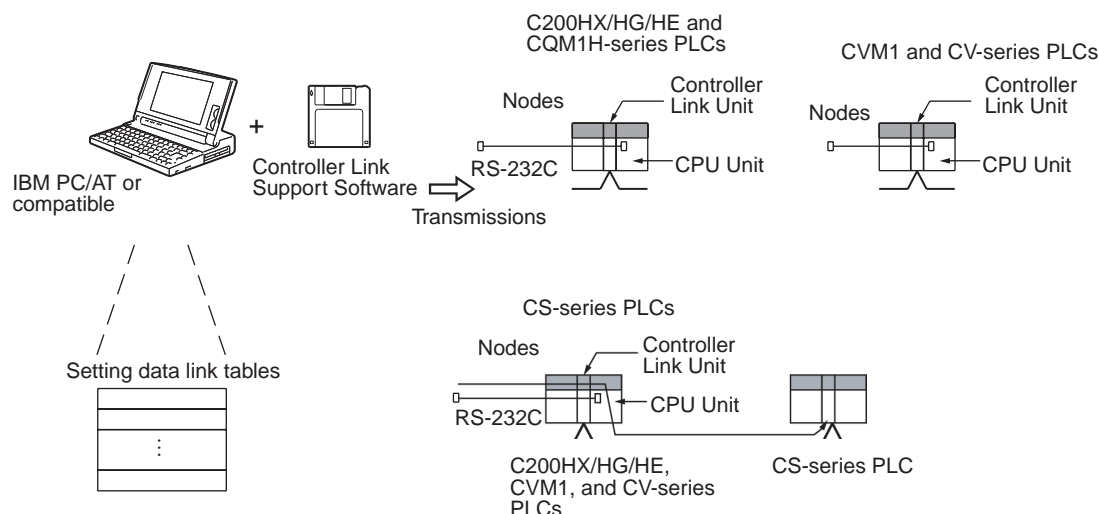 C200HX/HG/HE and
CQM1H-series PLCs
CVM1 and CV-series PLCs
Nodes
Controller
Link Unit
Nodes
Controller
Link Unit
+
RS-232C
CPU Unit
CPU Unit
IBM PC/AT or
compatible
Controller Link
Support Software
Transmissions
CS-series PLCs
Nodes
Controller
Link Unit
Setting data link tables
RS-232C
CPU Unit
C200HX/HG/HE,
CVM1, and CV-series
PLCs
CS-series PLC